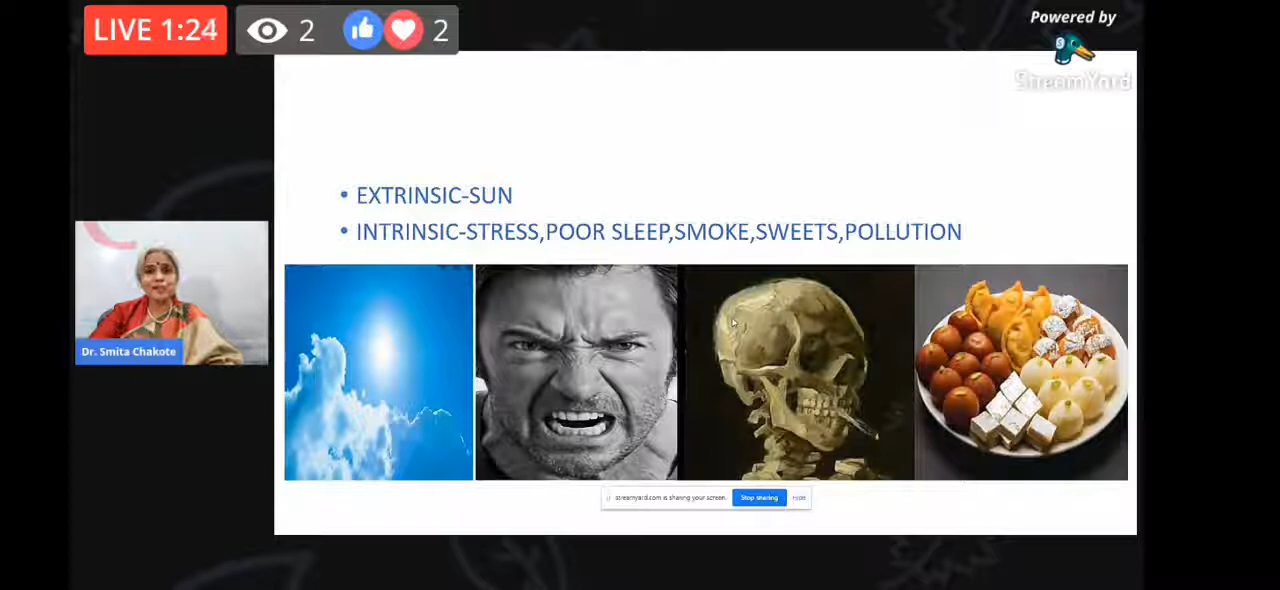 LIVE 1:24
2
2
Powered by
StreamYard
• EXTRINSIC-SUN
• INTRINSIC-STRESS,POOR SLEEP,SMOKE,SWEETS,POLLUTION
Dr. Smita Chakote
streamyard.com is sharing your screen.
Stop sharing
Hide